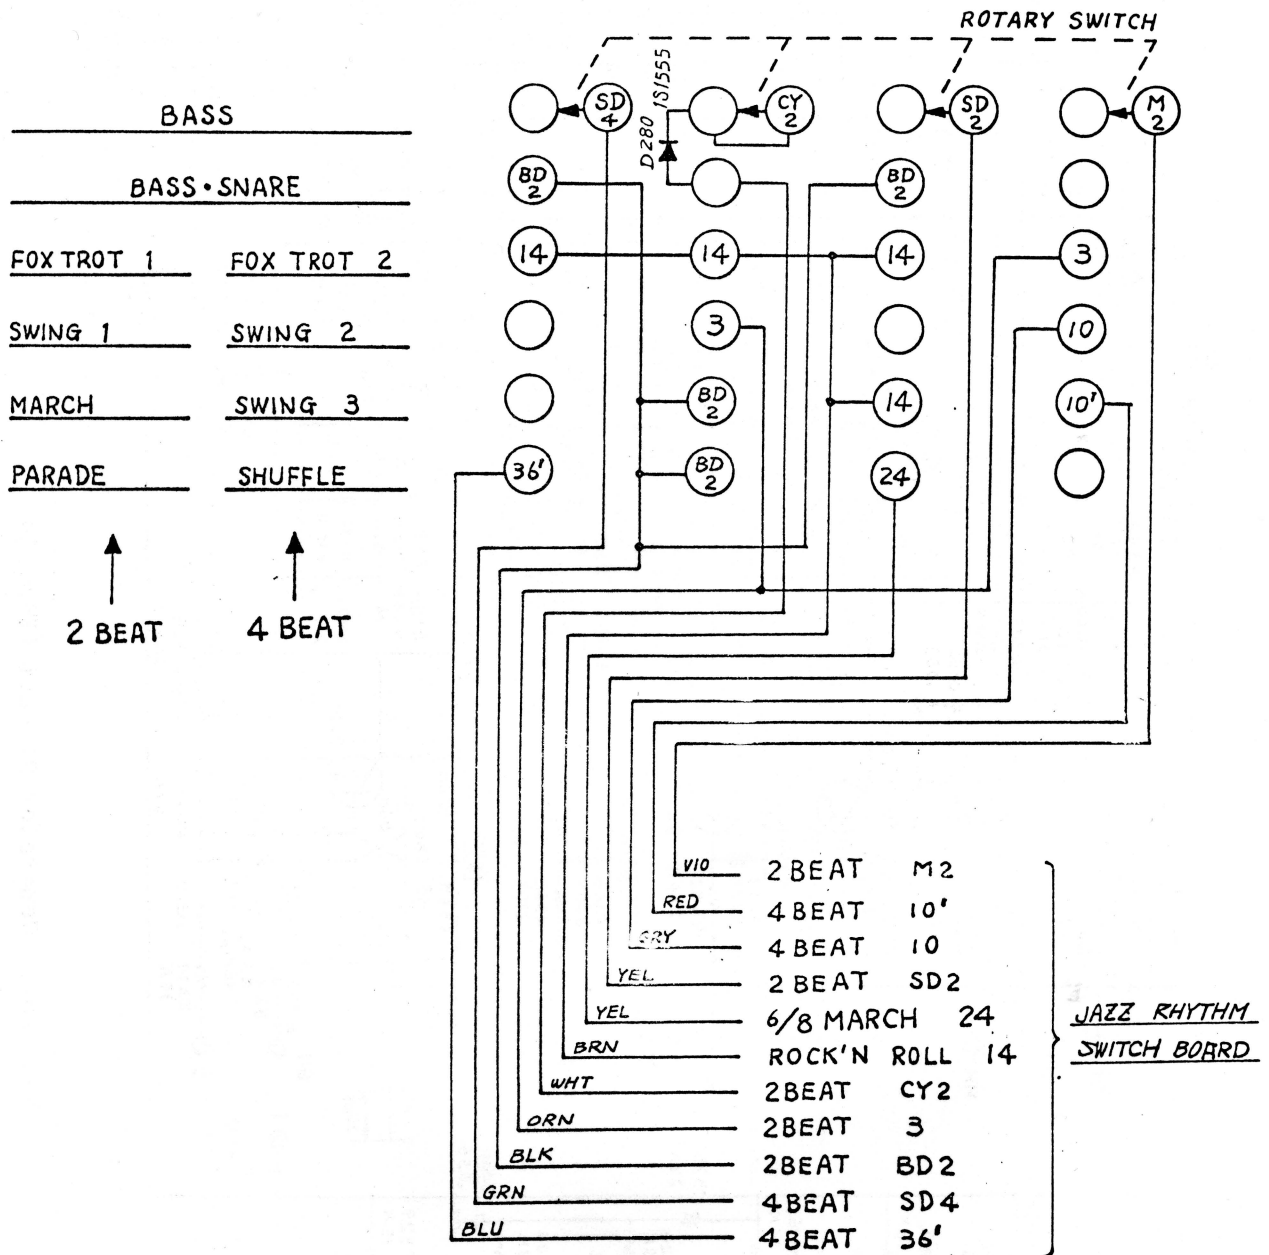 ROTARY SWITCH
D280 1S1555
BASS
SD 4
CY 2
SD 2
M 2
BASS•SNARE
BD 2
BD 2
FOX TROT 1 FOX TROT 2
14 14 14 3
SWING 1 SWING 2
3 10
MARCH SWING 3
BD 2
14 10'
PARADE SHUFFLE
36'
BD 2
24
2 BEAT 4 BEAT
VIO 2 BEAT M2
RED 4 BEAT 10'
GRY 4 BEAT 10
YEL 2 BEAT SD2
YEL 6/8 MARCH 24
BRN ROCK'N ROLL 14
WHT 2BEAT CY2
ORN 2BEAT 3
BLK 2BEAT BD2
GRN 4BEAT SD4
BLU 4BEAT 36'
JAZZ RHYTHM
SWITCH BOARD